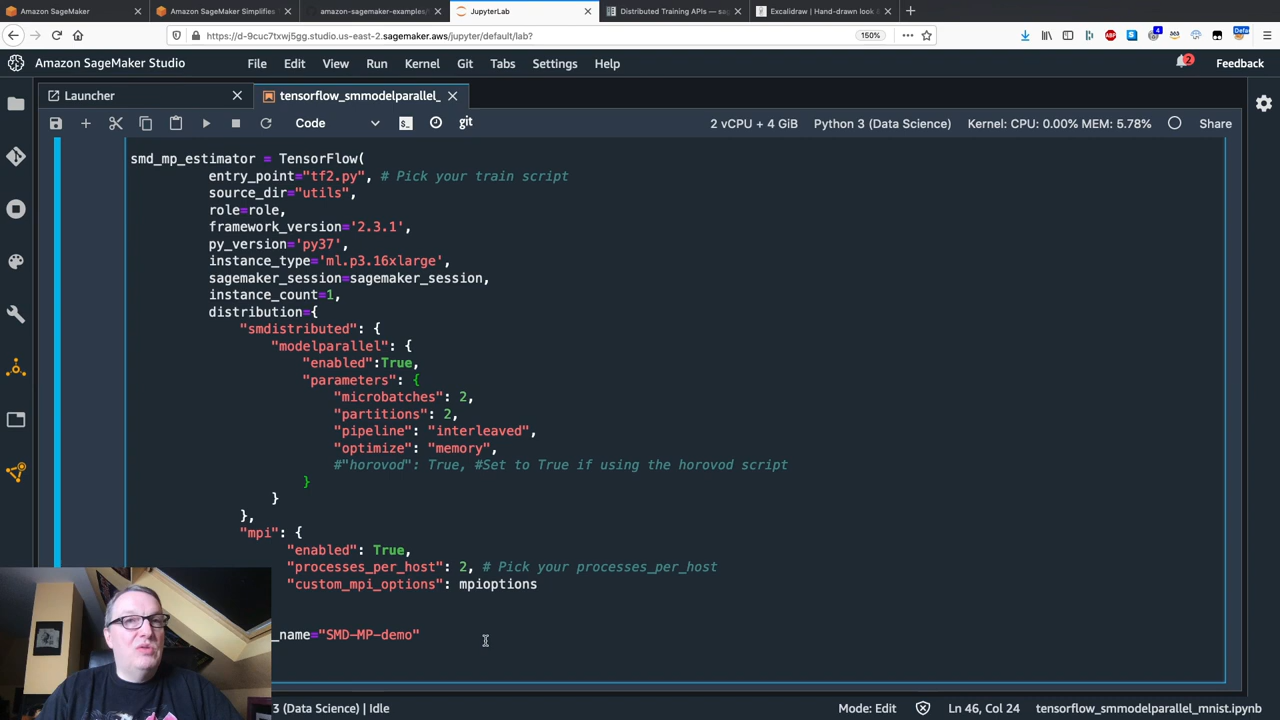 Amazon SageMaker
Amazon SageMaker Simplifies
amazon-sagemaker-examples/t
JupyterLab
Distributed Training APIs — sag
Excalidraw | Hand-drawn look &
https://d-9cuc7txwj5gg.studio.us-east-2.sagemaker.aws/jupyter/default/lab?
150%
Amazon SageMaker Studio
File Edit View Run Kernel Git Tabs Settings Help
2
Feedback
Launcher
tensorflow_smmodelparallel_
Code
git
2 vCPU + 4 GiB
Python 3 (Data Science)
Kernel: CPU: 0.00% MEM: 5.78%
Share
smd_mp_estimator = TensorFlow(
entry_point="tf2.py", # Pick your train script
source_dir="utils",
role=role,
framework_version='2.3.1',
py_version='py37',
instance_type='ml.p3.16xlarge',
sagemaker_session=sagemaker_session,
instance_count=1,
distribution={
"smdistributed": {
"modelparallel": {
"enabled":True,
"parameters": {
"microbatches": 2,
"partitions": 2,
"pipeline": "interleaved",
"optimize": "memory",
#"horovod": True, #Set to True if using the horovod script
}
}
},
"mpi": {
"enabled": True,
"processes_per_host": 2, # Pick your processes_per_host
"custom_mpi_options": mpioptions
_name="SMD-MP-demo"
3 (Data Science) | Idle
Mode: Edit
Ln 46, Col 24
tensorflow_smmodelparallel_mnist.ipynb